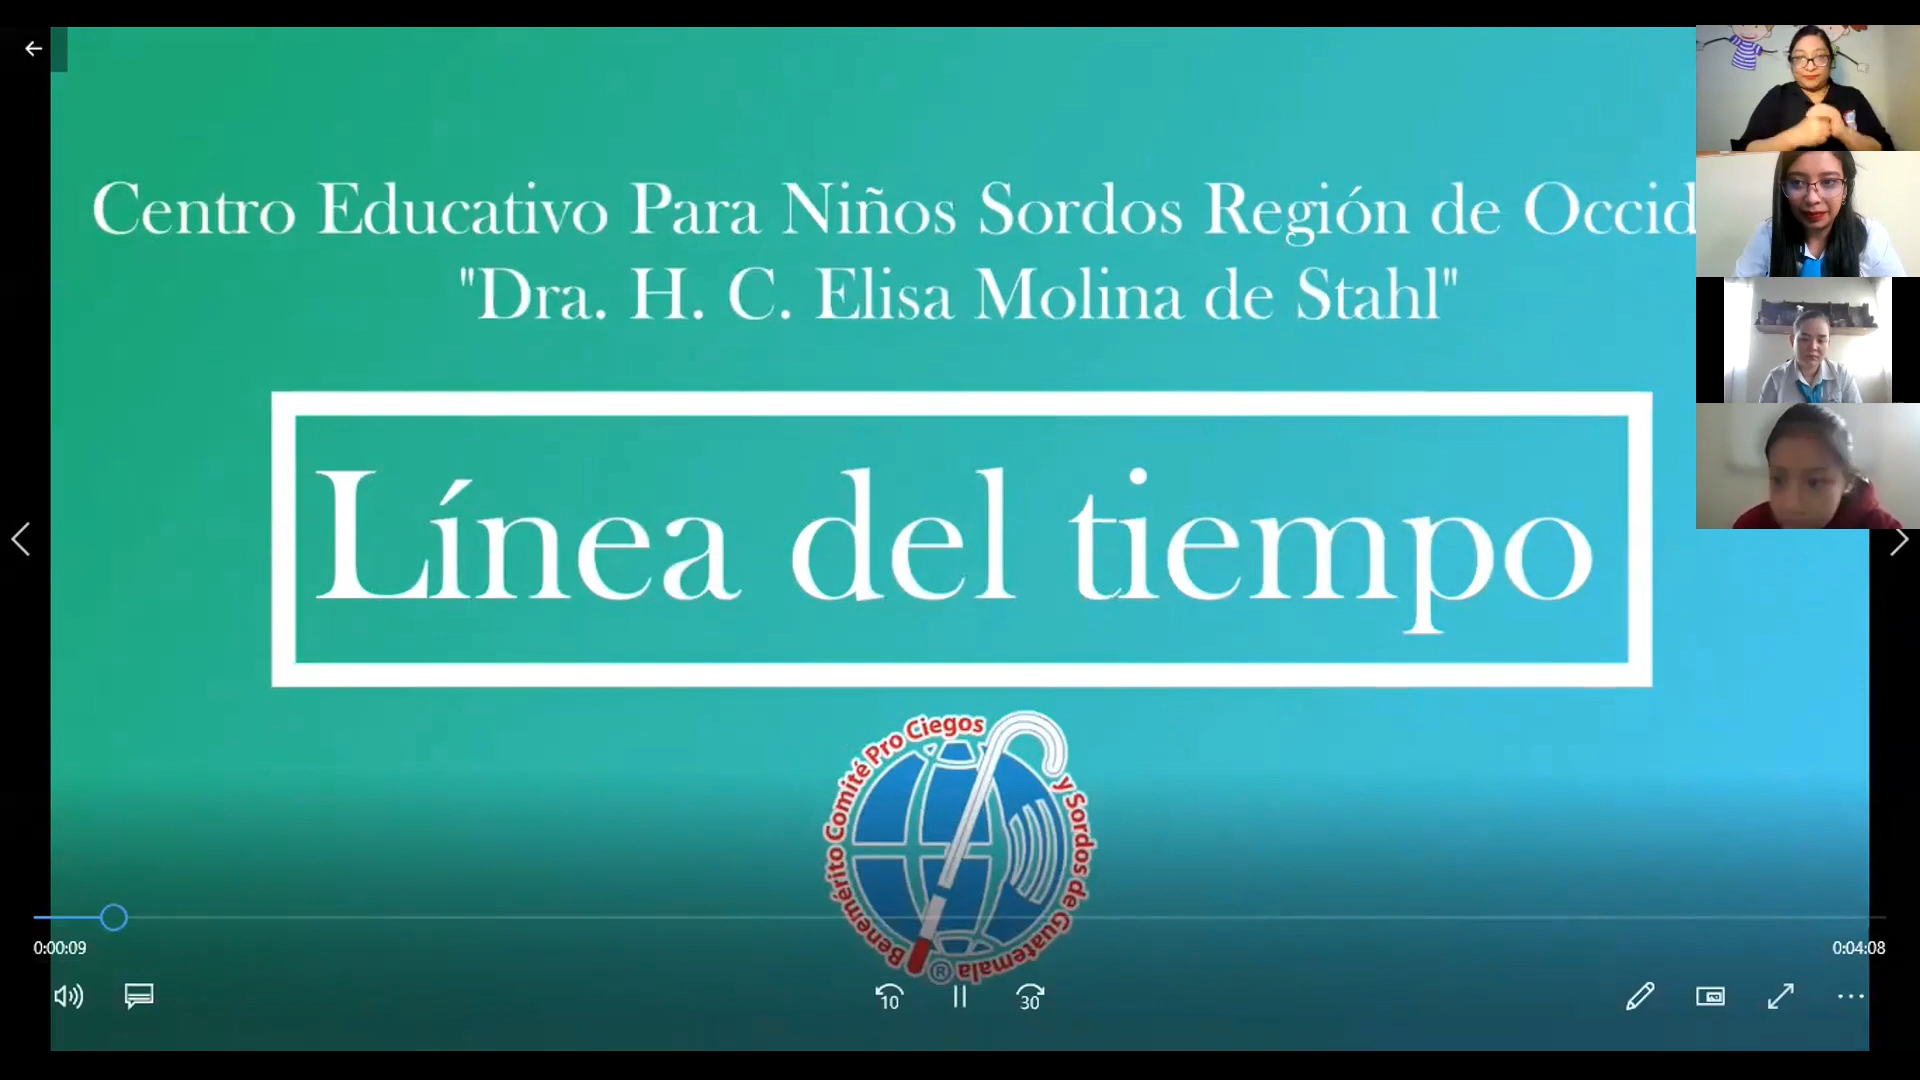 Centro Educativo Para Niños Sordos Región de Occid
"Dra. H. C. Elisa Molina de Stahl"
Línea del tiempo
Benemérito Comité Pro Ciegos y Sordos de Guatemala
®
0:00:09
0:04:08
10
30